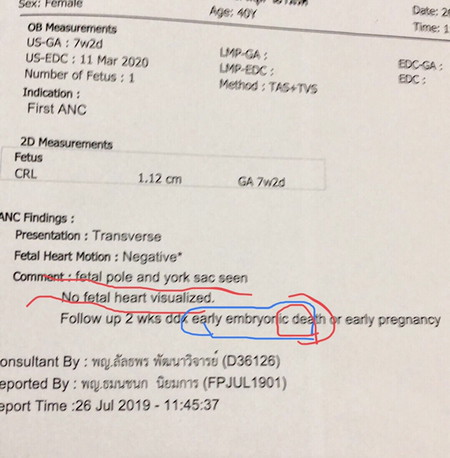 Sex: Female
Age: 40Y
Date: 2
Time: 1
OB Measurements
US-GA : 7w2d
US-EDC : 11 Mar 2020
Number of Fetus : 1
LMP-GA :
LMP-EDC :
Method : TAS+TVS
EDC-GA :
EDC :
Indication :
First ANC
2D Measurements
Fetus
CRL 1.12 cm GA 7w2d
ANC Findings :
Presentation : Transverse
Fetal Heart Motion : Negative*
Comment : fetal pole and york sac seen
No fetal heart visualized.
Follow up 2 wks ddx early embryonic death or early pregnancy
onsultant By : พญ.ลัลธพร พัฒนาวิจารย์ (D36126)
eported By : พญ.ธมนชนก นิยมการ (FPJUL1901)
eport Time :26 Jul 2019 - 11:45:37